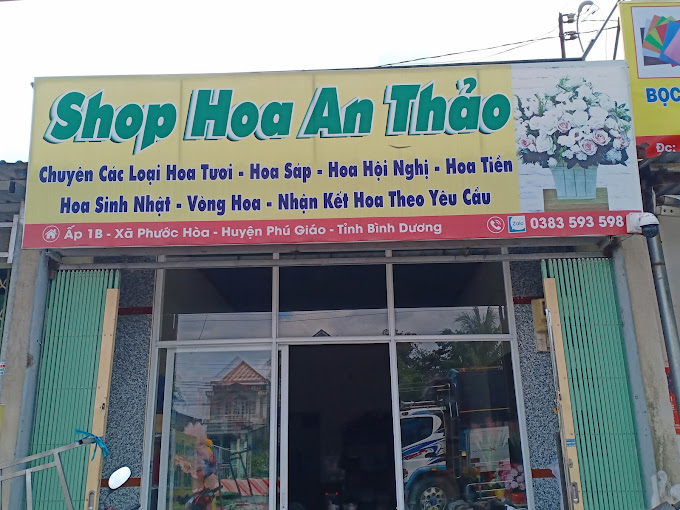 Shop Hoa An Thảo
Chuyên Các Loại Hoa Tươi - Hoa Sáp - Hoa Hội Nghị - Hoa Tiền
Hoa Sinh Nhật - Vòng Hoa - Nhận Kết Hoa Theo Yêu Cầu
Ấp 1B - Xã Phước Hòa - Huyện Phú Giáo - Tỉnh Bình Dương
Zalo 0383 593 598
BỌC
Đc: